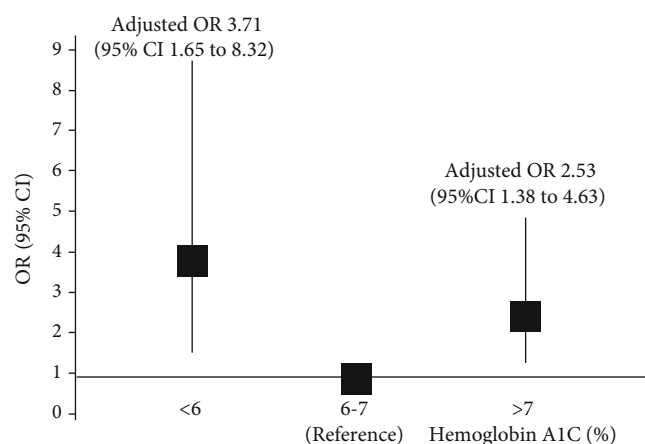 Adjusted OR 3.71
(95% CI 1.65 to 8.32)
9
8
7
6
5
4
3
2
1
0
OR (95% CI)
Adjusted OR 2.53
(95%CI 1.38 to 4.63)
<6
6-7
>7
(Reference)
Hemoglobin A1C (%)